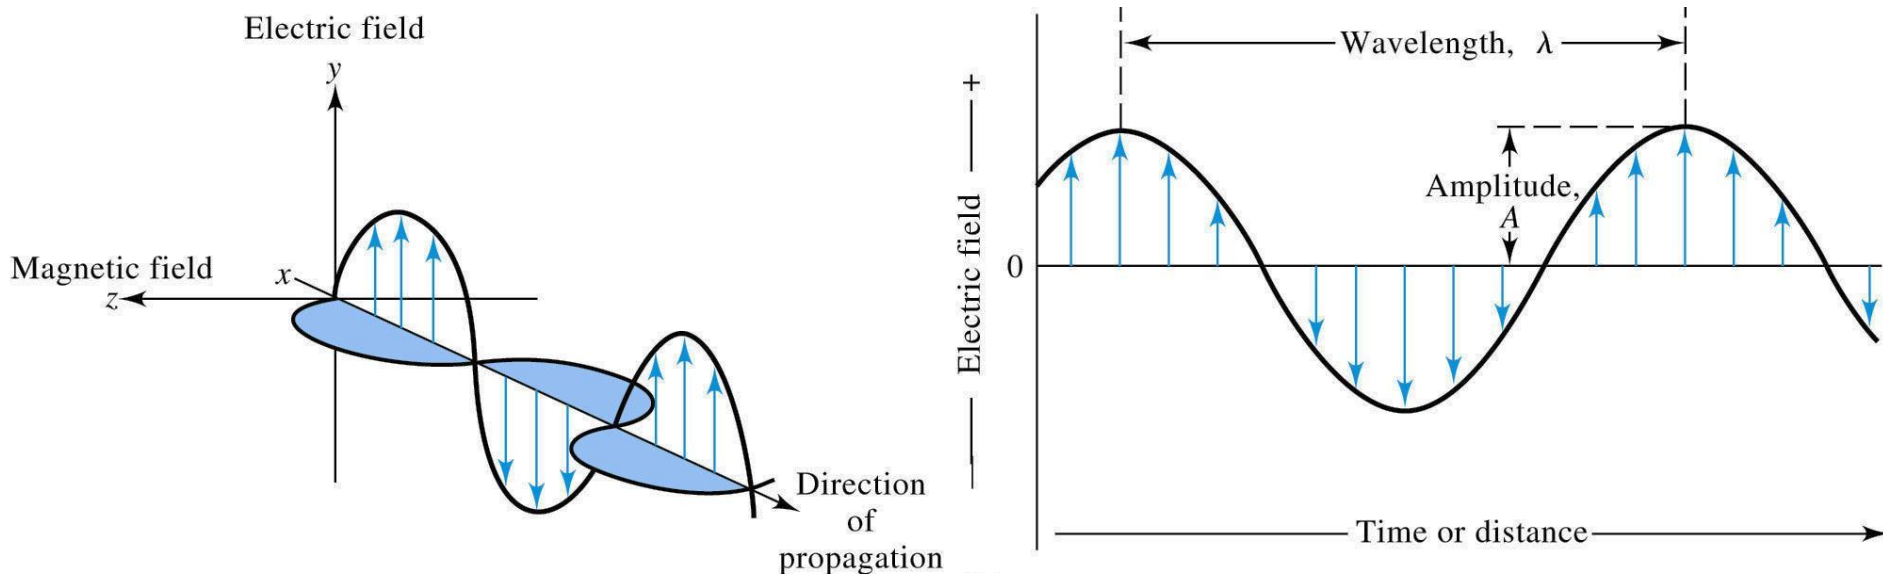 Electric field
y
Magnetic field
x
z
Direction
of
propagation
Wavelength, λ
+
Electric field
0
Amplitude,
A
Time or distance